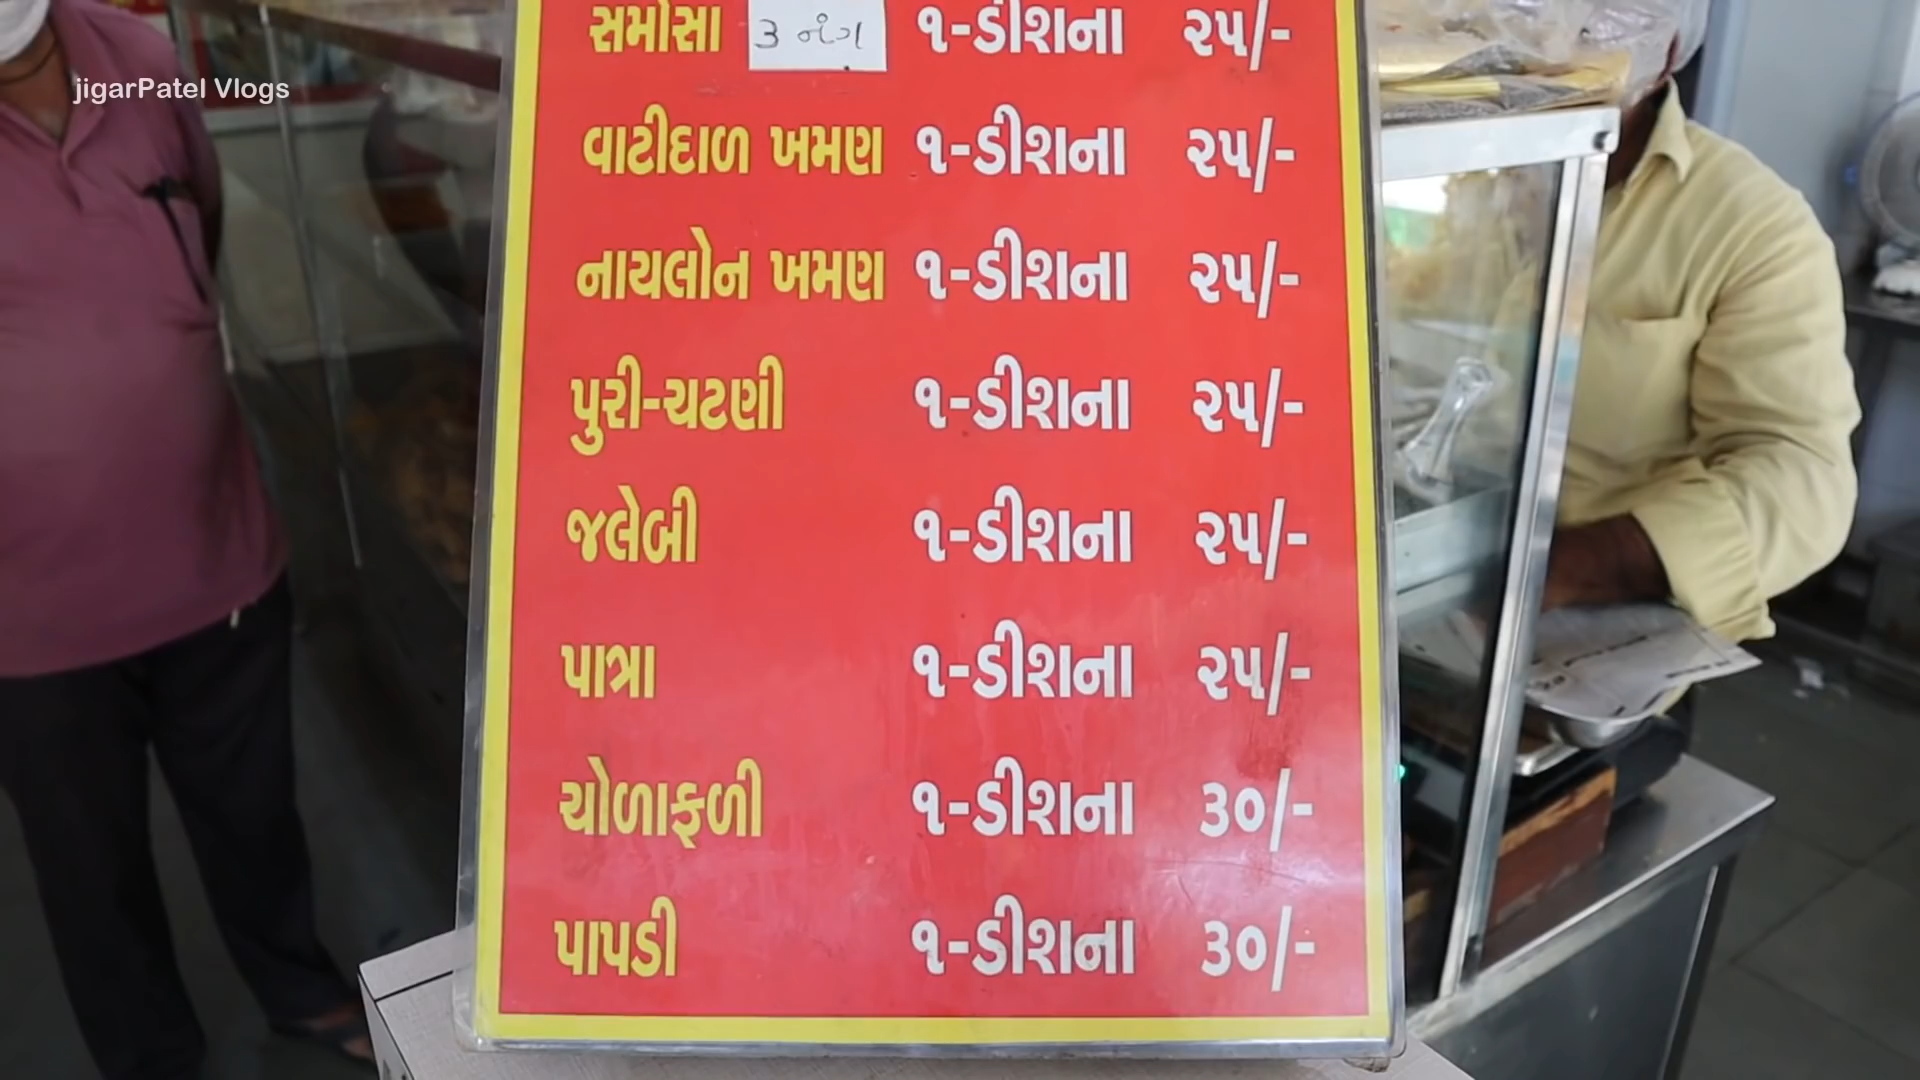 સમોસા ૩ નંગ ૧-ડીશના ૨૫/-
jigarPatel Vlogs
વાટીદાળ ખમણ ૧-ડીશના ૨૫/-
નાયલોન ખમણ ૧-ડીશના ૨૫/-
પુરી-ચટણી ૧-ડીશના ૨૫/-
જલેબી ૧-ડીશના ૨૫/-
પાત્રા ૧-ડીશના ૨૫/-
ચોળાફળી ૧-ડીશના ૩૦/-
પાપડી ૧-ડીશના ૩૦/-